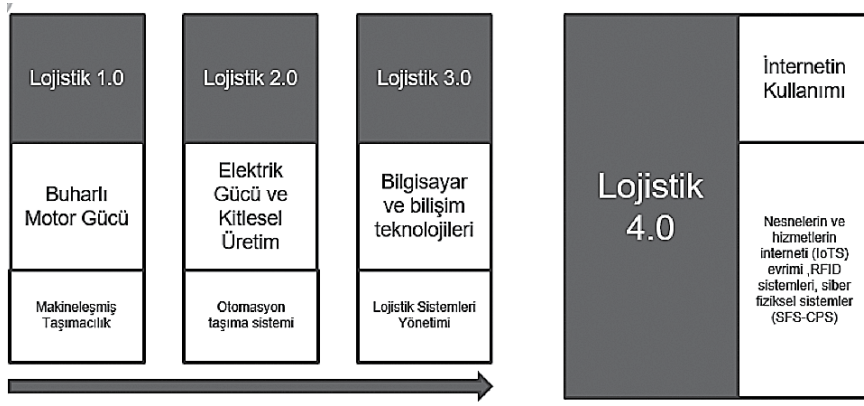 Lojistik 1.0
Buharlı
Motor Gücü
Makineleşmiş
Taşımacılık
Lojistik 2.0
Elektrik
Gücü ve
Kitlesel
Üretim
Otomasyon
taşıma sistemi
Lojistik 3.0
Bilgisayar
ve bilişim
teknolojileri
Lojistik Sistemleri
Yönetimi
Lojistik
4.0
İnternetin
Kullanımı
Nesnelerin ve
hizmetlerin
interneti (IoTS)
evrimi ,RFID
sistemleri, siber
fiziksel sistemler
(SFS-CPS)